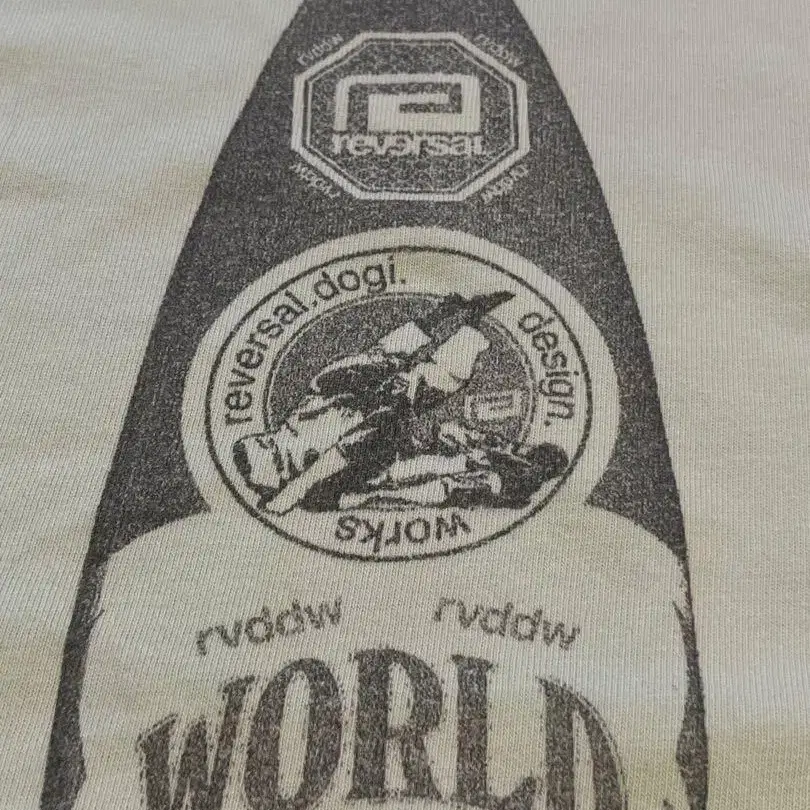 rvddw rvddw
reversal
rvddw rvddw
reversal.dogi.
design.
works
rvddw rvddw
WORLD